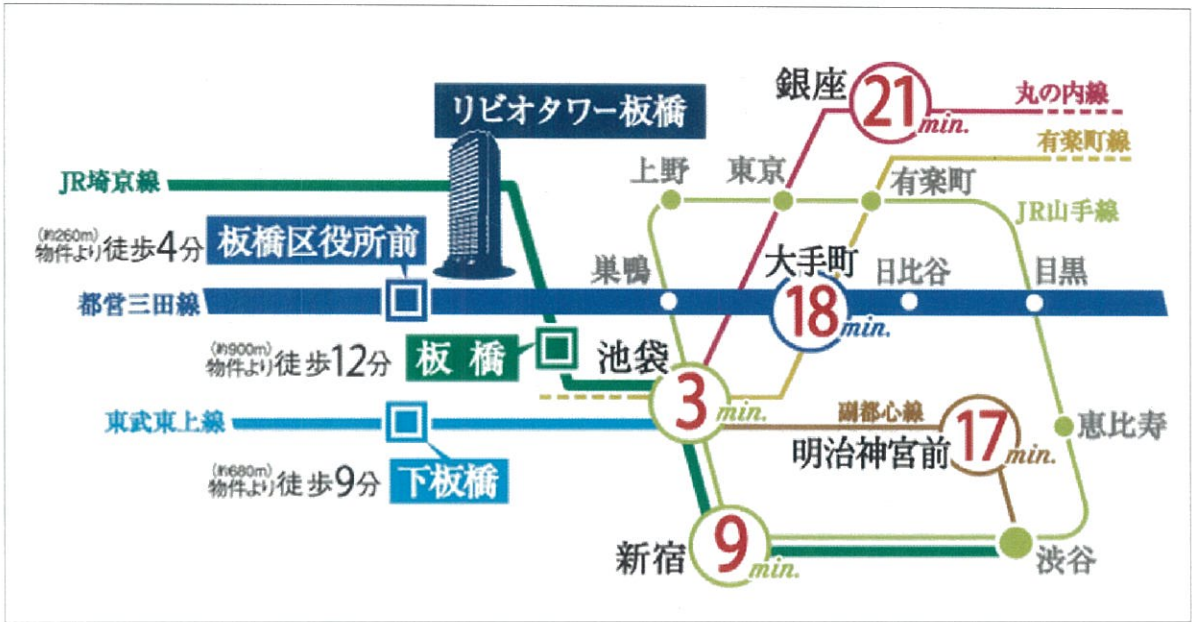 リビオタワー板橋
銀座
21min.
丸の内線
有楽町線
JR埼京線
上野
東京
有楽町
JR山手線
(約260m)
物件より徒歩4分
板橋区役所前
巣鴨
大手町
日比谷
目黒
都営三田線
18min.
(約900m)
物件より徒歩12分
板橋
池袋
3min.
東武東上線
副都心線
17min.
恵比寿
明治神宮前
(約680m)
物件より徒歩9分
下板橋
新宿
9min.
渋谷